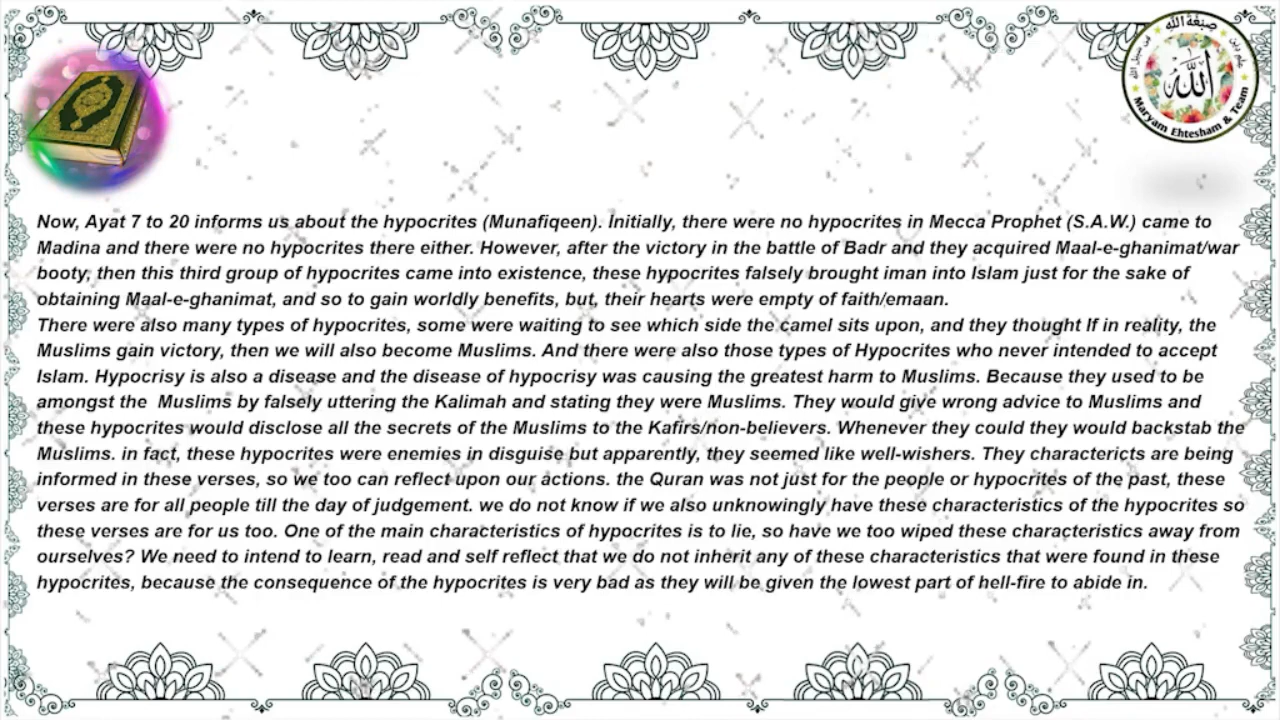 صبغة الله
الله
Maryam Ehtesham & Team
Now, Ayat 7 to 20 informs us about the hypocrites (Munafiqeen). Initially, there were no hypocrites in Mecca Prophet (S.A.W.) came to
Madina and there were no hypocrites there either. However, after the victory in the battle of Badr and they acquired Maal-e-ghanimat/war
booty, then this third group of hypocrites came into existence, these hypocrites falsely brought iman into Islam just for the sake of
obtaining Maal-e-ghanimat, and so to gain worldly benefits, but, their hearts were empty of faith/emaan.
There were also many types of hypocrites, some were waiting to see which side the camel sits upon, and they thought If in reality, the
Muslims gain victory, then we will also become Muslims. And there were also those types of Hypocrites who never intended to accept
Islam. Hypocrisy is also a disease and the disease of hypocrisy was causing the greatest harm to Muslims. Because they used to be
amongst the  Muslims by falsely uttering the Kalimah and stating they were Muslims. They would give wrong advice to Muslims and
these hypocrites would disclose all the secrets of the Muslims to the Kafirs/non-believers. Whenever they could they would backstab the
Muslims. in fact, these hypocrites were enemies in disguise but apparently, they seemed like well-wishers. They charactericts are being
informed in these verses, so we too can reflect upon our actions. the Quran was not just for the people or hypocrites of the past, these
verses are for all people till the day of judgement. we do not know if we also unknowingly have these characteristics of the hypocrites so
these verses are for us too. One of the main characteristics of hypocrites is to lie, so have we too wiped these characteristics away from
ourselves? We need to intend to learn, read and self reflect that we do not inherit any of these characteristics that were found in these
hypocrites, because the consequence of the hypocrites is very bad as they will be given the lowest part of hell-fire to abide in.